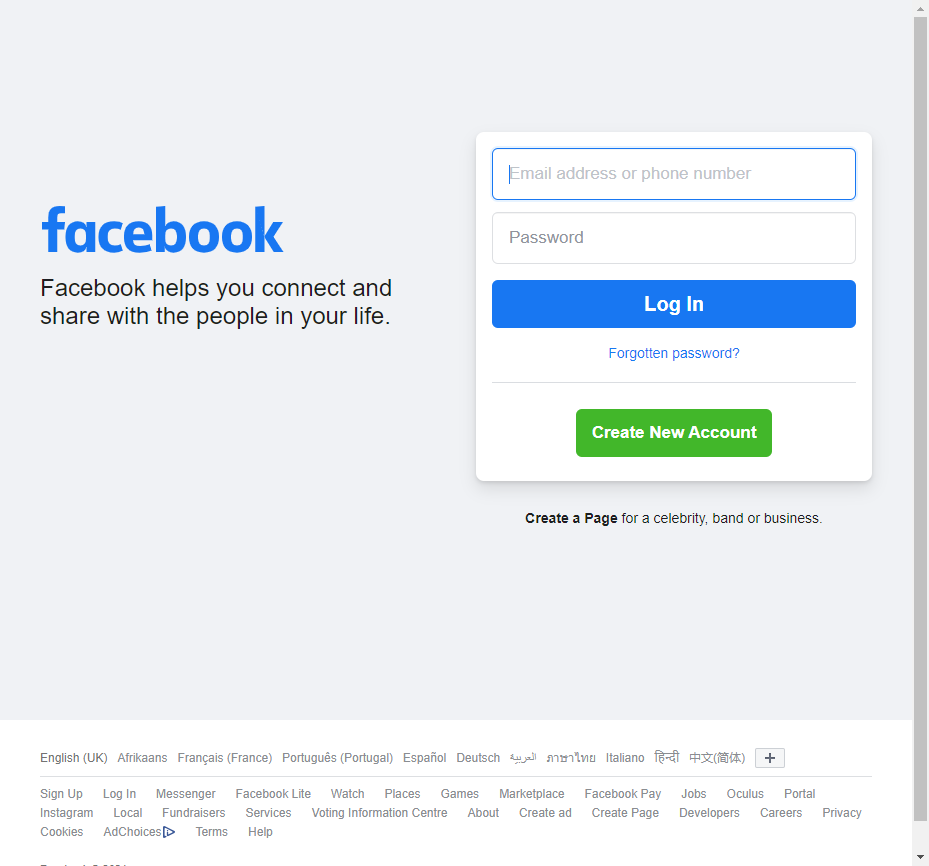 facebook
Facebook helps you connect and
share with the people in your life.
Email address or phone number
Password
Log In
Forgotten password?
Create New Account
Create a Page for a celebrity, band or business.
English (UK) Afrikaans Français (France) Português (Portugal) Español Deutsch العربية ภาษาไทย Italiano हिन्दी 中文(简体) +
Sign Up Log In Messenger Facebook Lite Watch Places Games Marketplace Facebook Pay Jobs Oculus Portal
Instagram Local Fundraisers Services Voting Information Centre About Create ad Create Page Developers Careers Privacy
Cookies AdChoices Terms Help